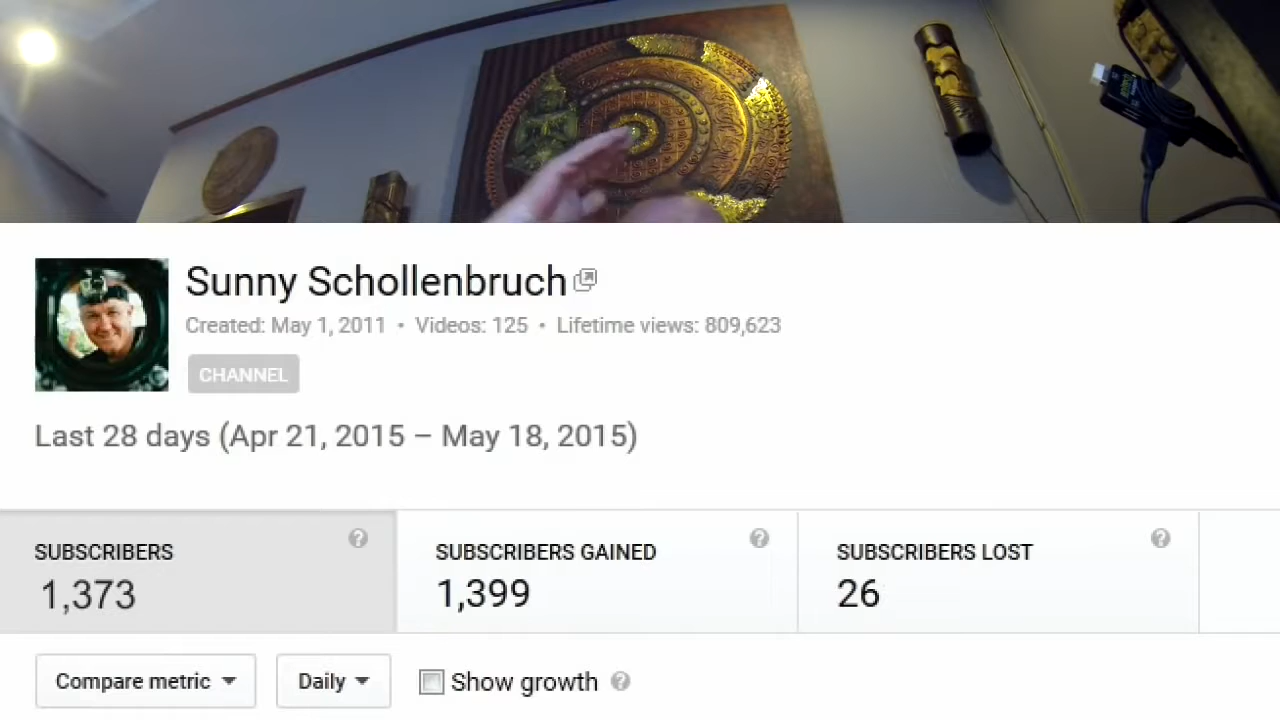 Sunny Schollenbruch
Created: May 1, 2011 • Videos: 125 • Lifetime views: 809,623
CHANNEL
Last 28 days (Apr 21, 2015 – May 18, 2015)
SUBSCRIBERS ?
1,373
SUBSCRIBERS GAINED ?
1,399
SUBSCRIBERS LOST ?
26
Compare metric Daily Show growth ?